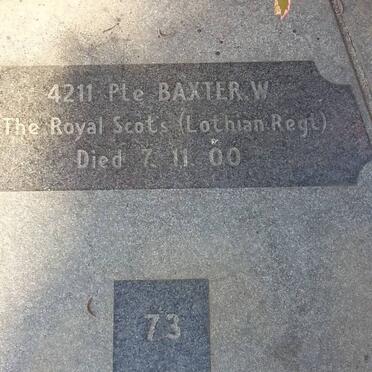 4211 Pte BAXTER.W
The Royal Scots (Lothian.Regt)
Died 7. 11. 00
73